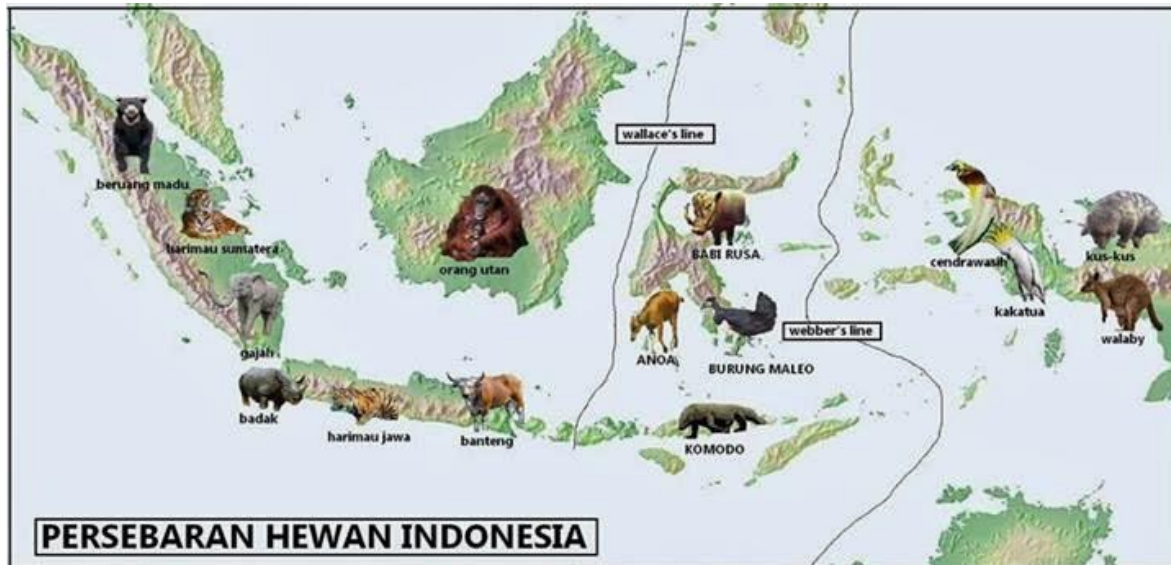 wallace's line
beruang madu
harimau sumatera
orang utan
BABI RUSA
cendrawasih
kus-kus
kakatua
gajah
webber's line
walaby
ANOA
BURUNG MALEO
badak
harimau jawa
banteng
KOMODO
PERSEBARAN HEWAN INDONESIA